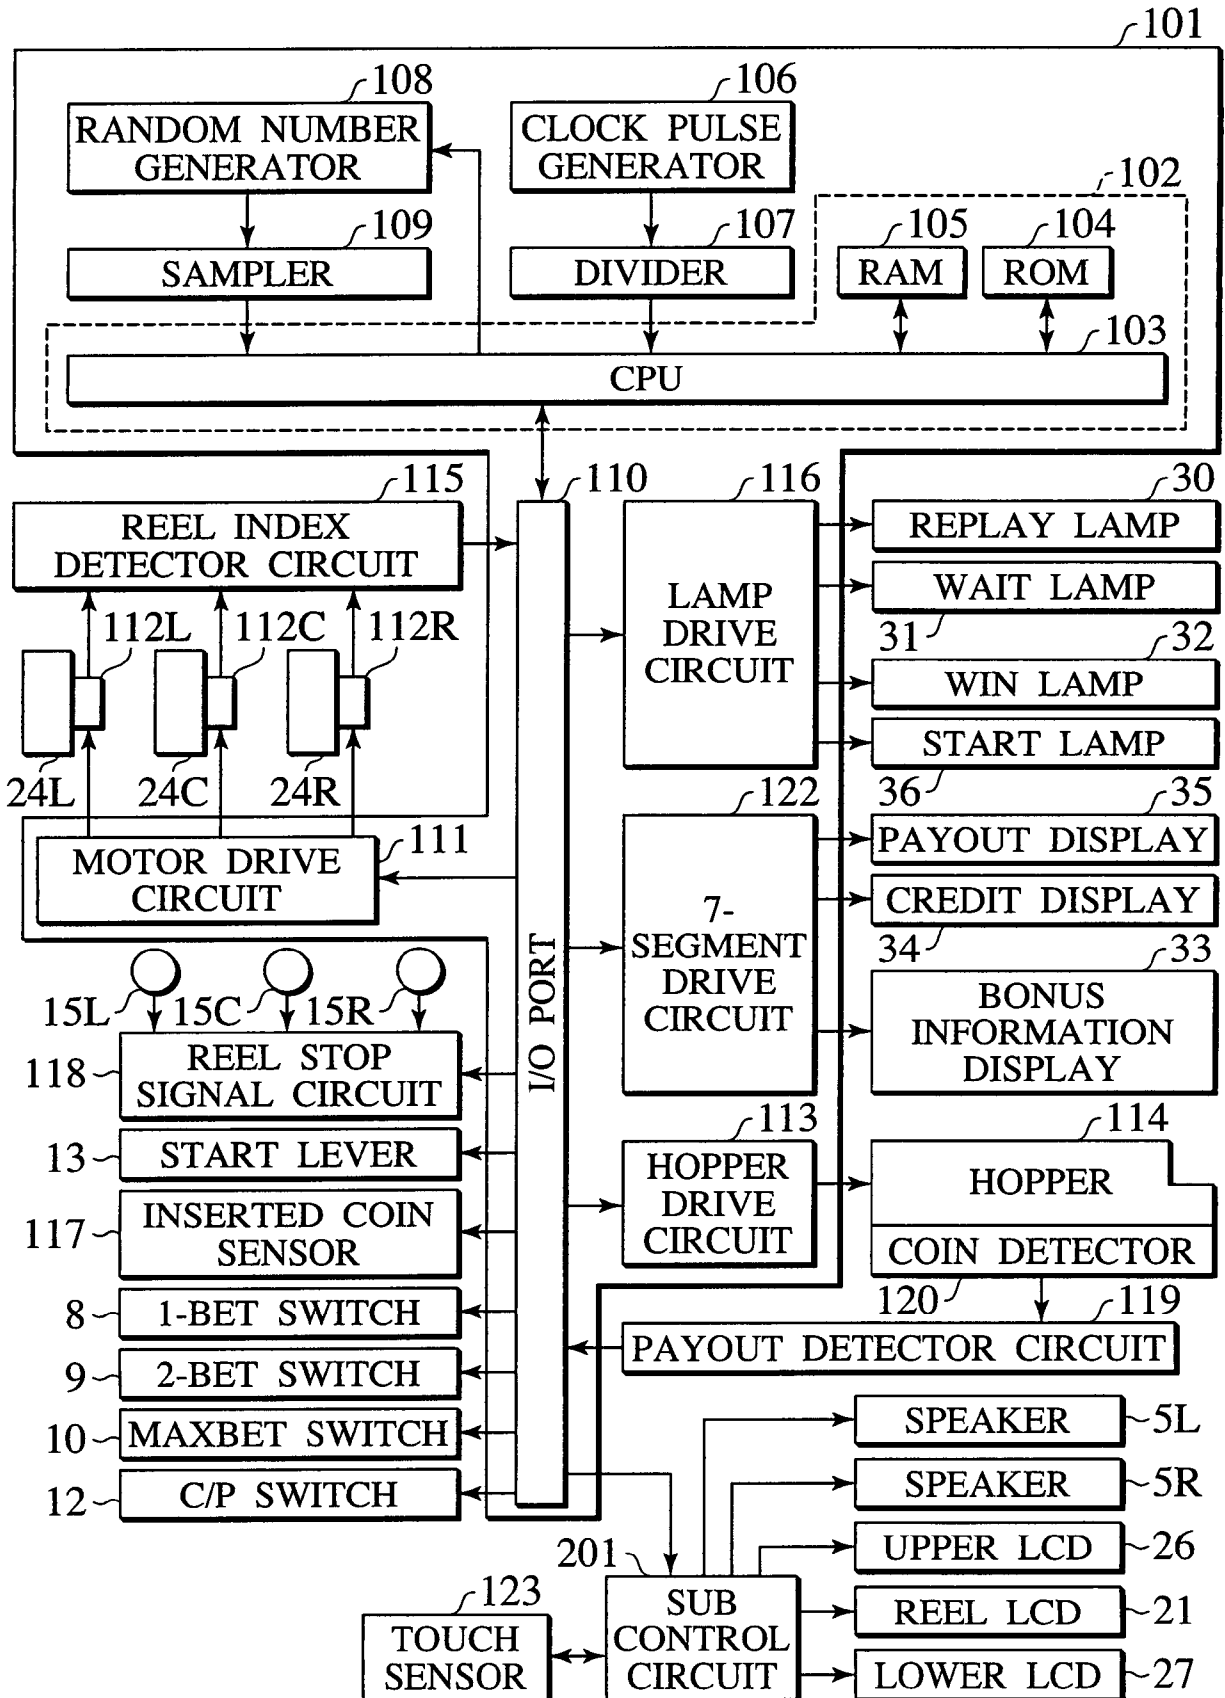 101
108
RANDOM NUMBER
GENERATOR
106
CLOCK PULSE
GENERATOR
102
109
SAMPLER
107
DIVIDER
105
RAM
104
ROM
103
CPU
115
REEL INDEX
DETECTOR CIRCUIT
112L
112C
112R
24L
24C
24R
111
MOTOR DRIVE
CIRCUIT
110
I/O PORT
116
LAMP
DRIVE
CIRCUIT
30
REPLAY LAMP
WAIT LAMP
31
32
WIN LAMP
START LAMP
36
122
7-
SEGMENT
DRIVE
CIRCUIT
35
PAYOUT DISPLAY
CREDIT DISPLAY
34
33
BONUS
INFORMATION
DISPLAY
15L
15C
15R
118
REEL STOP
SIGNAL CIRCUIT
13
START LEVER
117
INSERTED COIN
SENSOR
8
1-BET SWITCH
9
2-BET SWITCH
10
MAXBET SWITCH
12
C/P SWITCH
113
HOPPER
DRIVE
CIRCUIT
114
HOPPER
COIN DETECTOR
120
119
PAYOUT DETECTOR CIRCUIT
SPEAKER
5L
SPEAKER
5R
UPPER LCD
26
REEL LCD
21
LOWER LCD
27
201
SUB
CONTROL
CIRCUIT
123
TOUCH
SENSOR